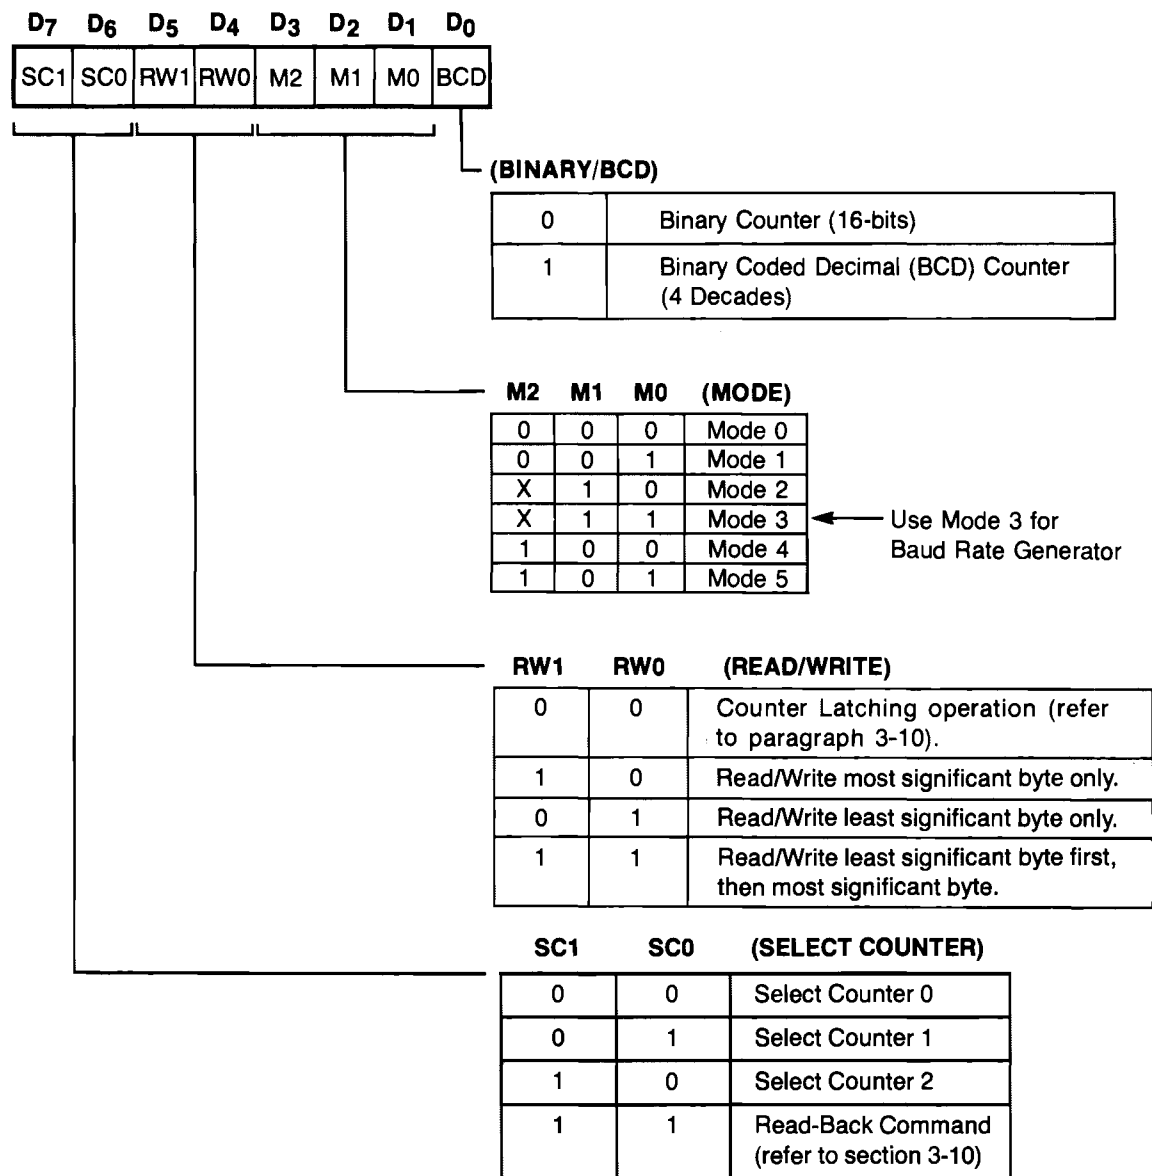 D7 D6 D5 D4 D3 D2 D1 D0
SC1 SC0 RW1 RW0 M2 M1 M0 BCD
(BINARY/BCD)
0 Binary Counter (16-bits)
1 Binary Coded Decimal (BCD) Counter
(4 Decades)
M2 M1 M0 (MODE)
0 0 0 Mode 0
0 0 1 Mode 1
X 1 0 Mode 2
X 1 1 Mode 3 Use Mode 3 for
Baud Rate Generator
1 0 0 Mode 4
1 0 1 Mode 5
RW1 RW0 (READ/WRITE)
0 0 Counter Latching operation (refer
to paragraph 3-10).
1 0 Read/Write most significant byte only.
0 1 Read/Write least significant byte only.
1 1 Read/Write least significant byte first,
then most significant byte.
SC1 SC0 (SELECT COUNTER)
0 0 Select Counter 0
0 1 Select Counter 1
1 0 Select Counter 2
1 1 Read-Back Command
(refer to section 3-10)